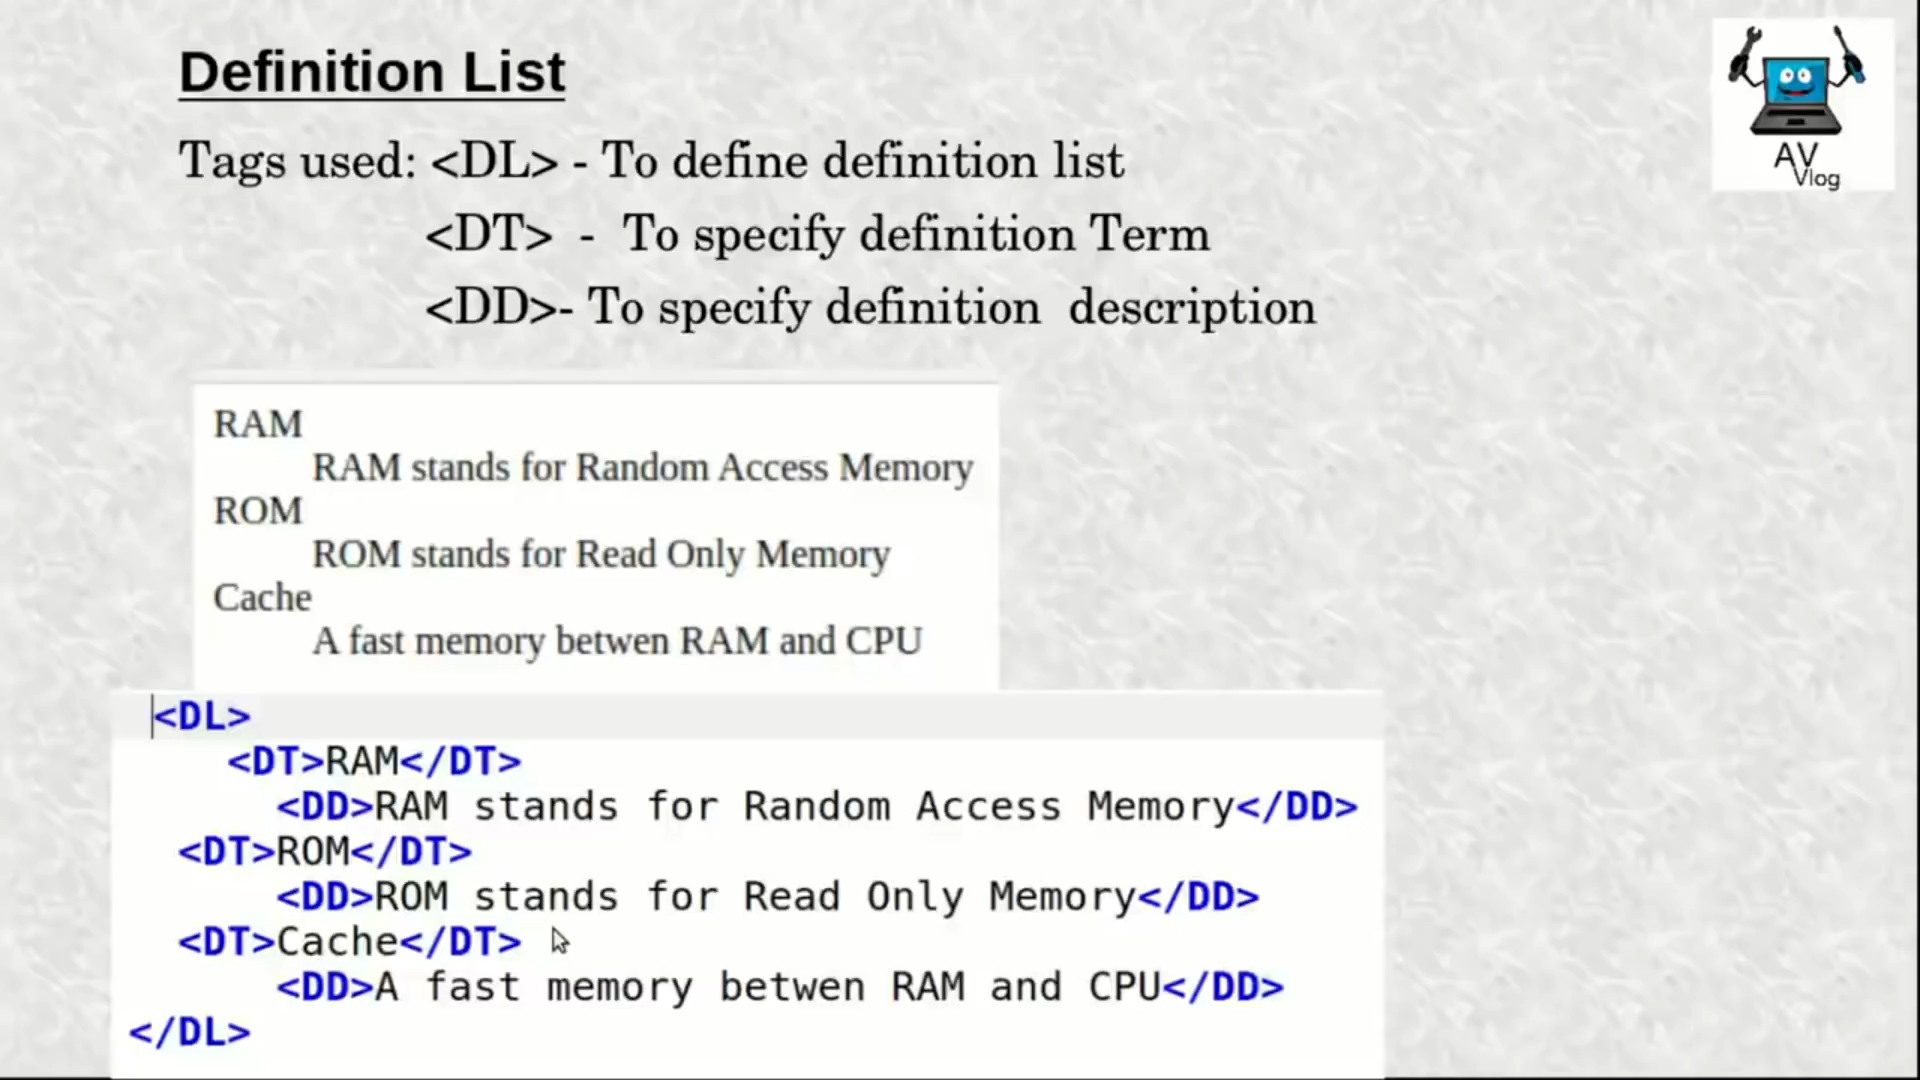 Definition List
Tags used: <DL> - To define definition list
<DT> - To specify definition Term
<DD>- To specify definition description
AV
Vlog
RAM
RAM stands for Random Access Memory
ROM
ROM stands for Read Only Memory
Cache
A fast memory betwen RAM and CPU
<DL>
<DT>RAM</DT>
<DD>RAM stands for Random Access Memory</DD>
<DT>ROM</DT>
<DD>ROM stands for Read Only Memory</DD>
<DT>Cache</DT>
<DD>A fast memory betwen RAM and CPU</DD>
</DL>